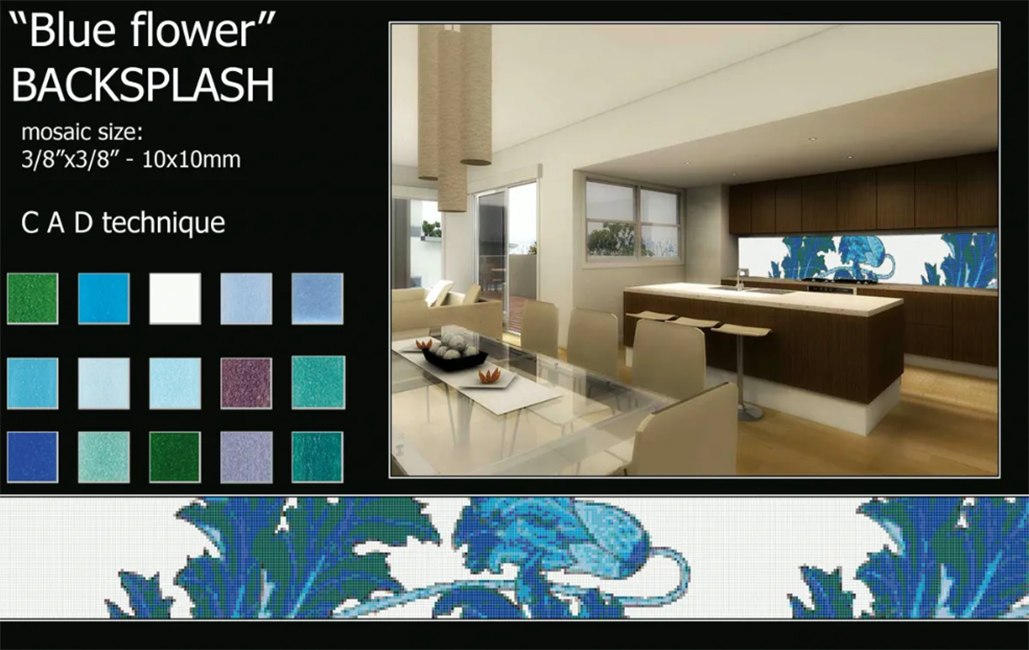 “Blue flower”
BACKSPLASH
mosaic size:
3/8”x3/8” - 10x10mm
C A D technique